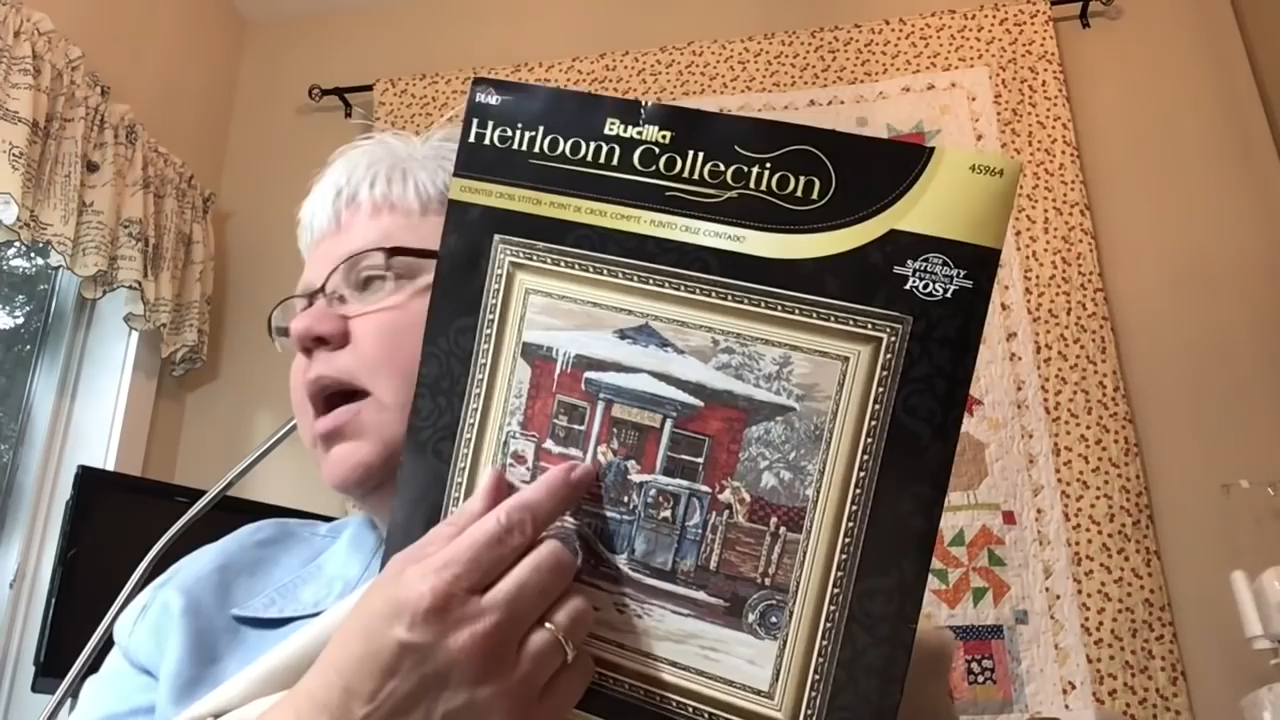 PLAID
Bucilla
Heirloom Collection
45964
COUNTED CROSS STITCH • POINT DE CROIX COMPTÉ • PUNTO CRUZ CONTADO
THE
SATURDAY
EVENING
POST